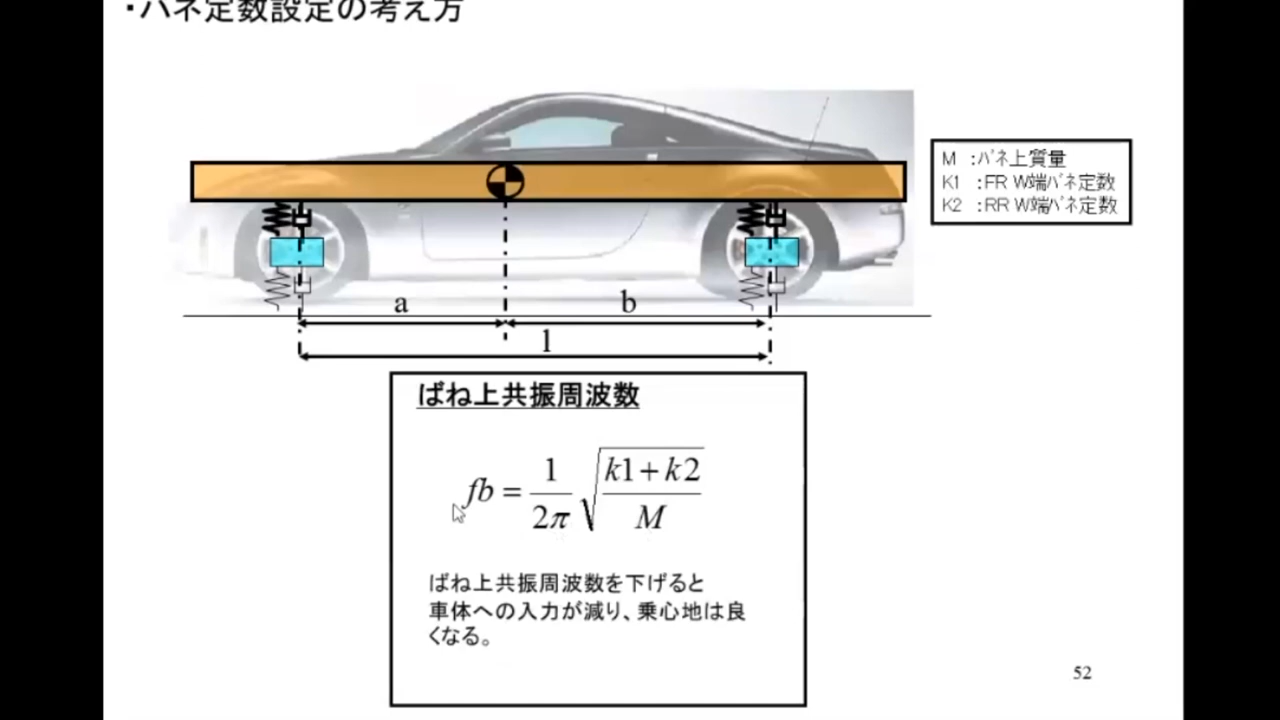 ・バネ定数設定の考え方
M :ﾊﾞﾈ上質量
K1 :FR W端ﾊﾞﾈ定数
K2 :RR W端ﾊﾞﾈ定数
a b
l
ばね上共振周波数
fb = 1/2π √(k1+k2/M)
ばね上共振周波数を下げると
車体への入力が減り、乗心地は良
くなる。
52